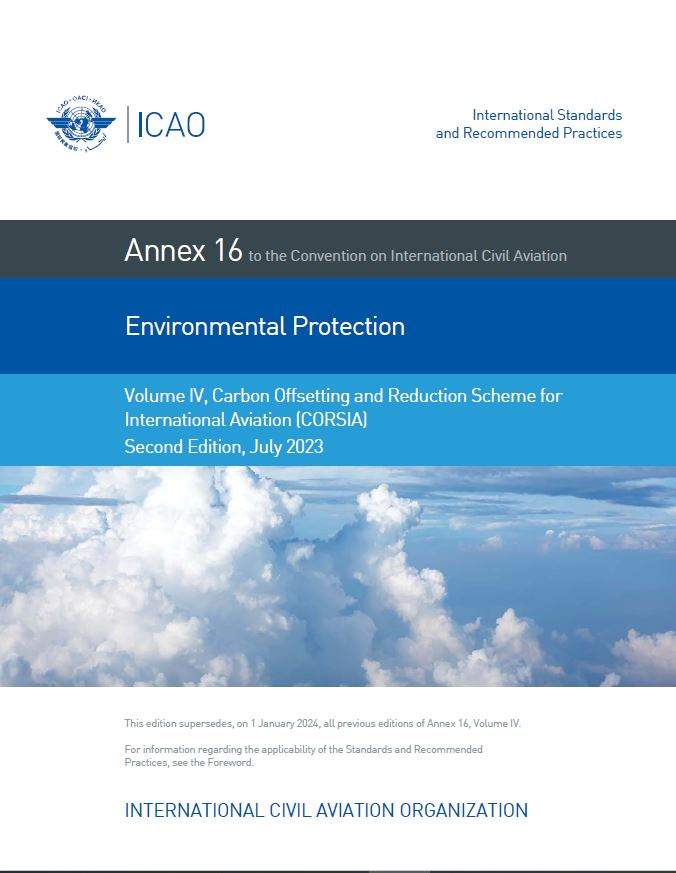 ICAO · OACI · ИКАО
ICAO
International Standards
and Recommended Practices
Annex 16 to the Convention on International Civil Aviation
Environmental Protection
Volume IV, Carbon Offsetting and Reduction Scheme for
International Aviation (CORSIA)
Second Edition, July 2023
This edition supersedes, on 1 January 2024, all previous editions of Annex 16, Volume IV.
For information regarding the applicability of the Standards and Recommended
Practices, see the Foreword.
INTERNATIONAL CIVIL AVIATION ORGANIZATION